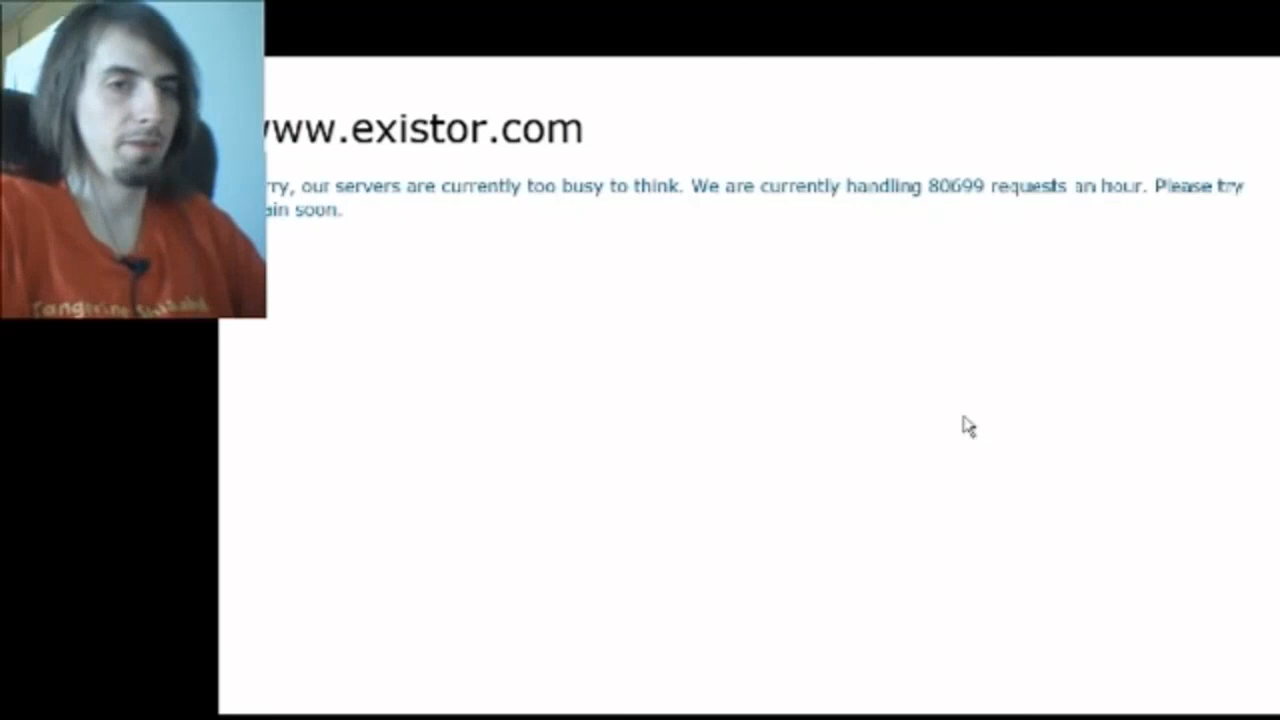 www.existor.com
rry, our servers are currently too busy to think. We are currently handling 80699 requests an hour. Please try
ain soon.